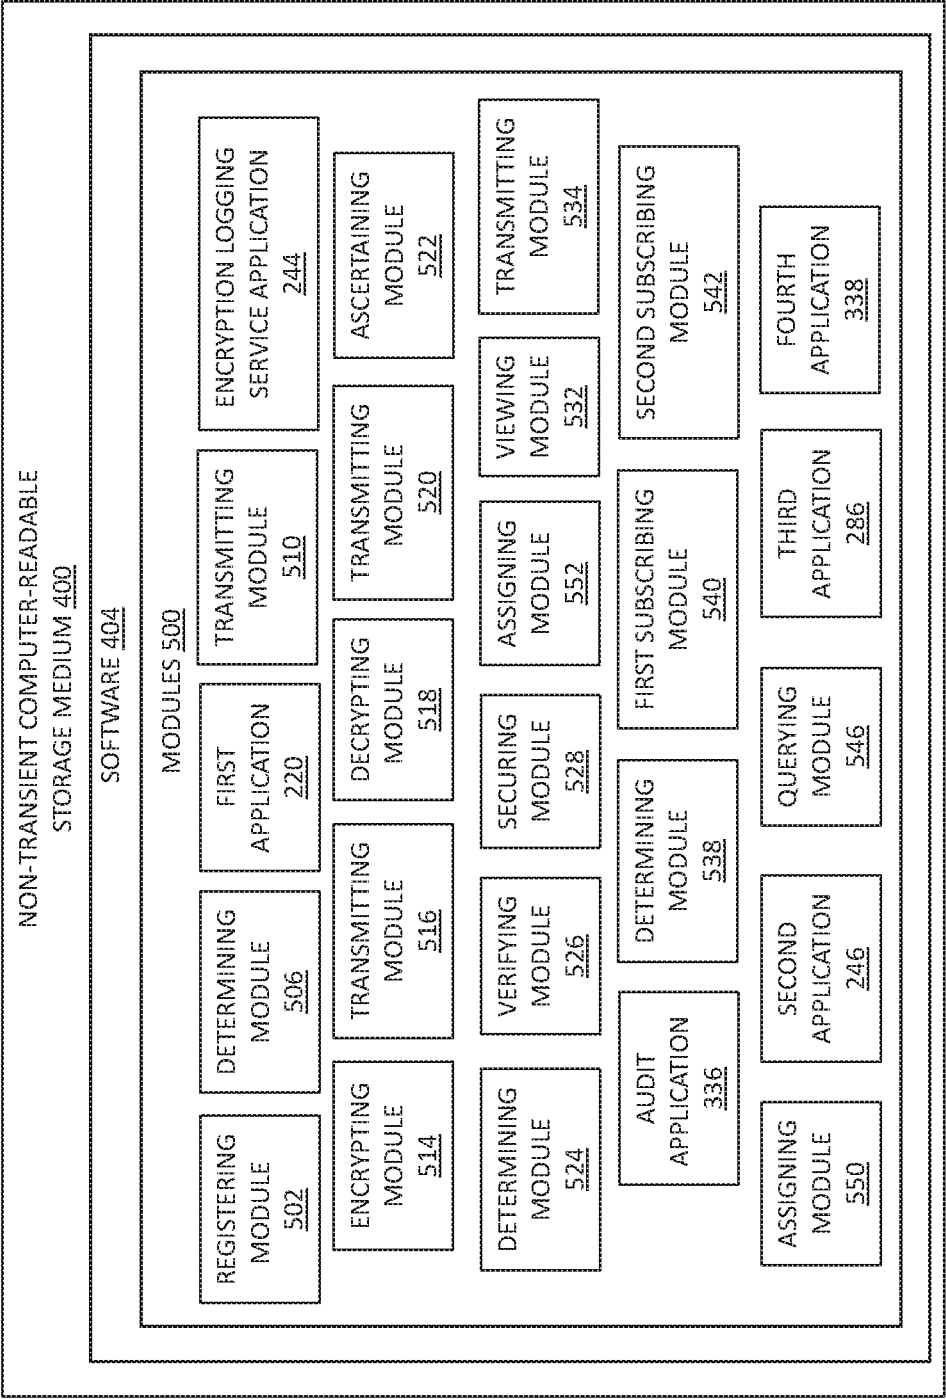 NON-TRANSIENT COMPUTER-READABLE
STORAGE MEDIUM 400
SOFTWARE 404
MODULES 500
REGISTERING
MODULE
502
DETERMINING
MODULE
506
FIRST
APPLICATION
220
TRANSMITTING
MODULE
510
ENCRYPTION LOGGING
SERVICE APPLICATION
244
ENCRYPTING
MODULE
514
TRANSMITTING
MODULE
516
DECRYPTING
MODULE
518
TRANSMITTING
MODULE
520
ASCERTAINING
MODULE
522
DETERMINING
MODULE
524
VERIFYING
MODULE
526
SECURING
MODULE
528
ASSIGNING
MODULE
552
VIEWING
MODULE
532
TRANSMITTING
MODULE
534
AUDIT
APPLICATION
336
DETERMINING
MODULE
538
FIRST SUBSCRIBING
MODULE
540
SECOND SUBSCRIBING
MODULE
542
ASSIGNING
MODULE
550
SECOND
APPLICATION
246
QUERYING
MODULE
546
THIRD
APPLICATION
286
FOURTH
APPLICATION
338